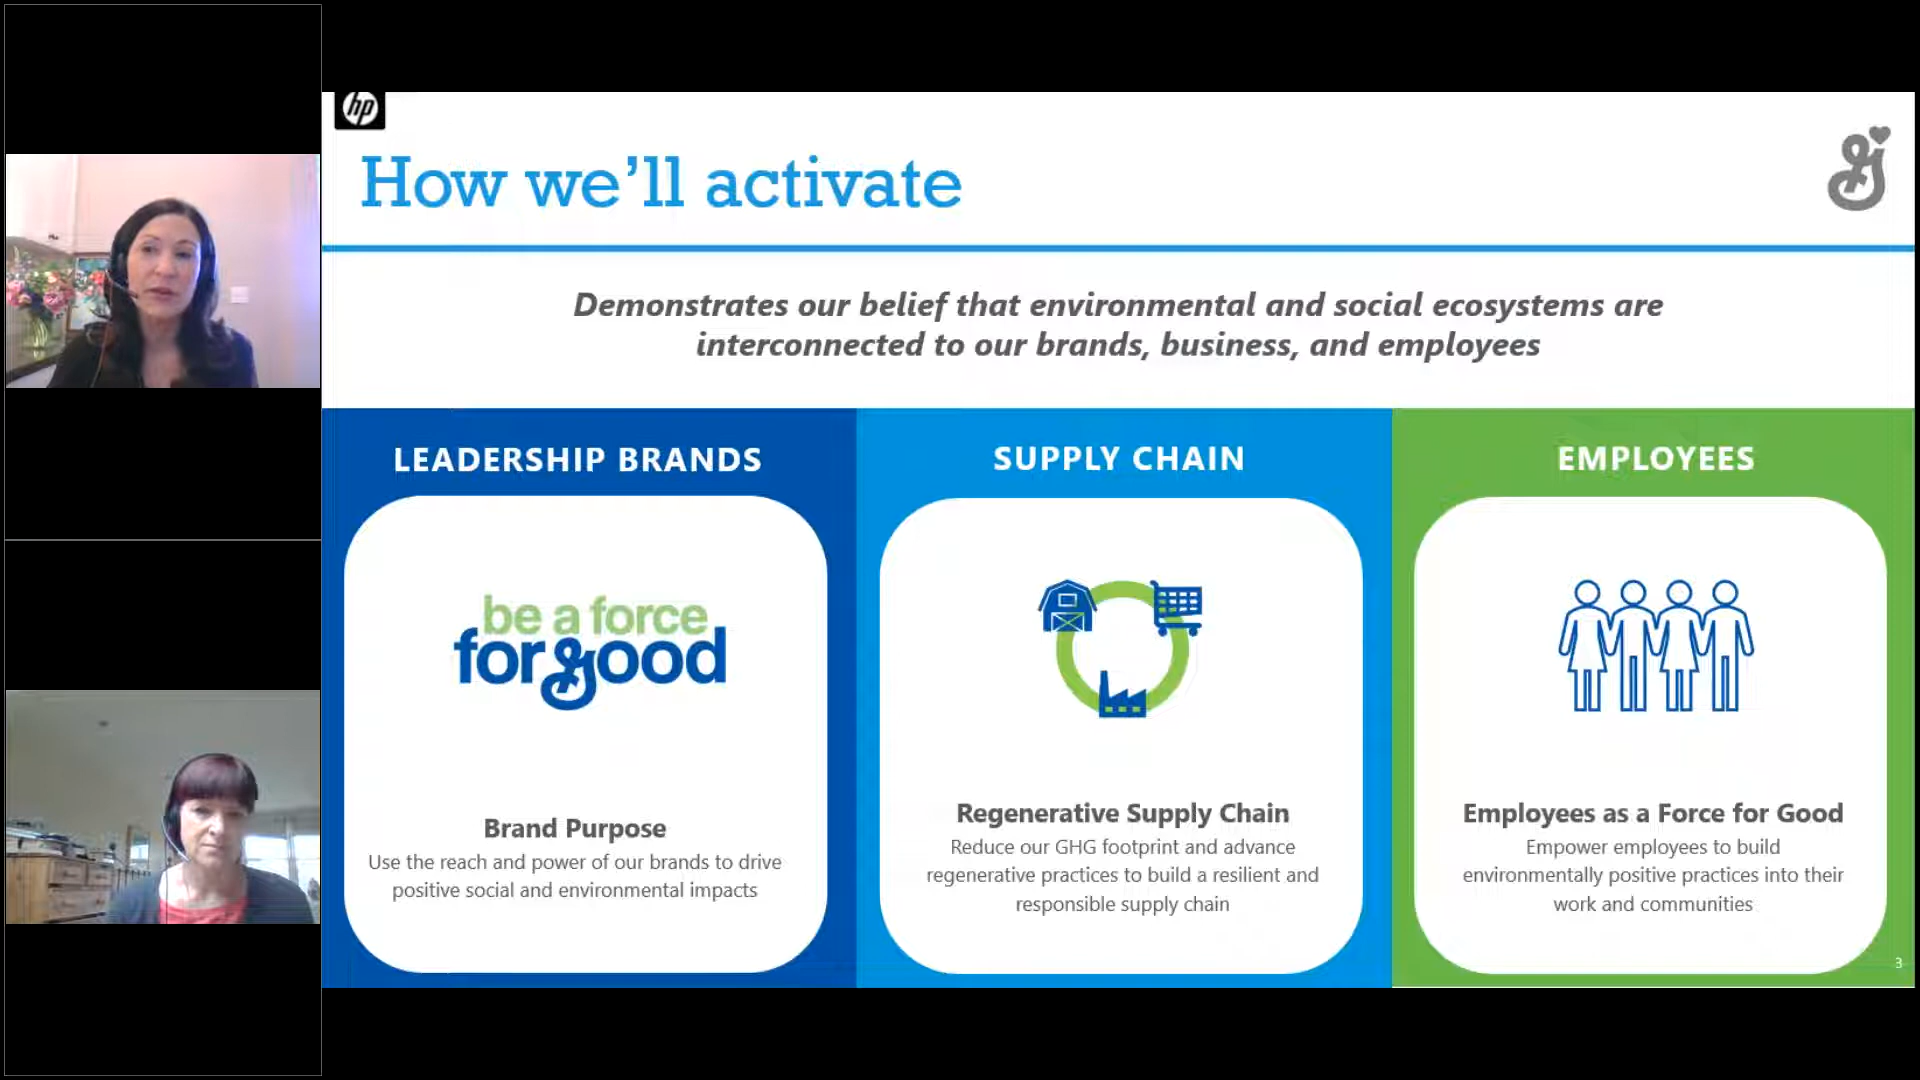 hp
How we’ll activate
Demonstrates our belief that environmental and social ecosystems are
interconnected to our brands, business, and employees
LEADERSHIP BRANDS
be a force
for good
Brand Purpose
Use the reach and power of our brands to drive
positive social and environmental impacts
SUPPLY CHAIN
Regenerative Supply Chain
Reduce our GHG footprint and advance
regenerative practices to build a resilient and
responsible supply chain
EMPLOYEES
Employees as a Force for Good
Empower employees to build
environmentally positive practices into their
work and communities
3